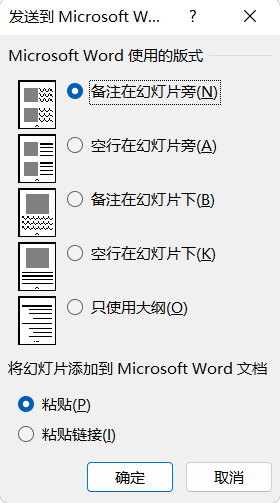 发送到 Microsoft W...
Microsoft Word 使用的版式
备注在幻灯片旁(N)
空行在幻灯片旁(A)
备注在幻灯片下(B)
空行在幻灯片下(K)
只使用大纲(O)
将幻灯片添加到 Microsoft Word 文档
粘贴(P)
粘贴链接(I)
确定 取消